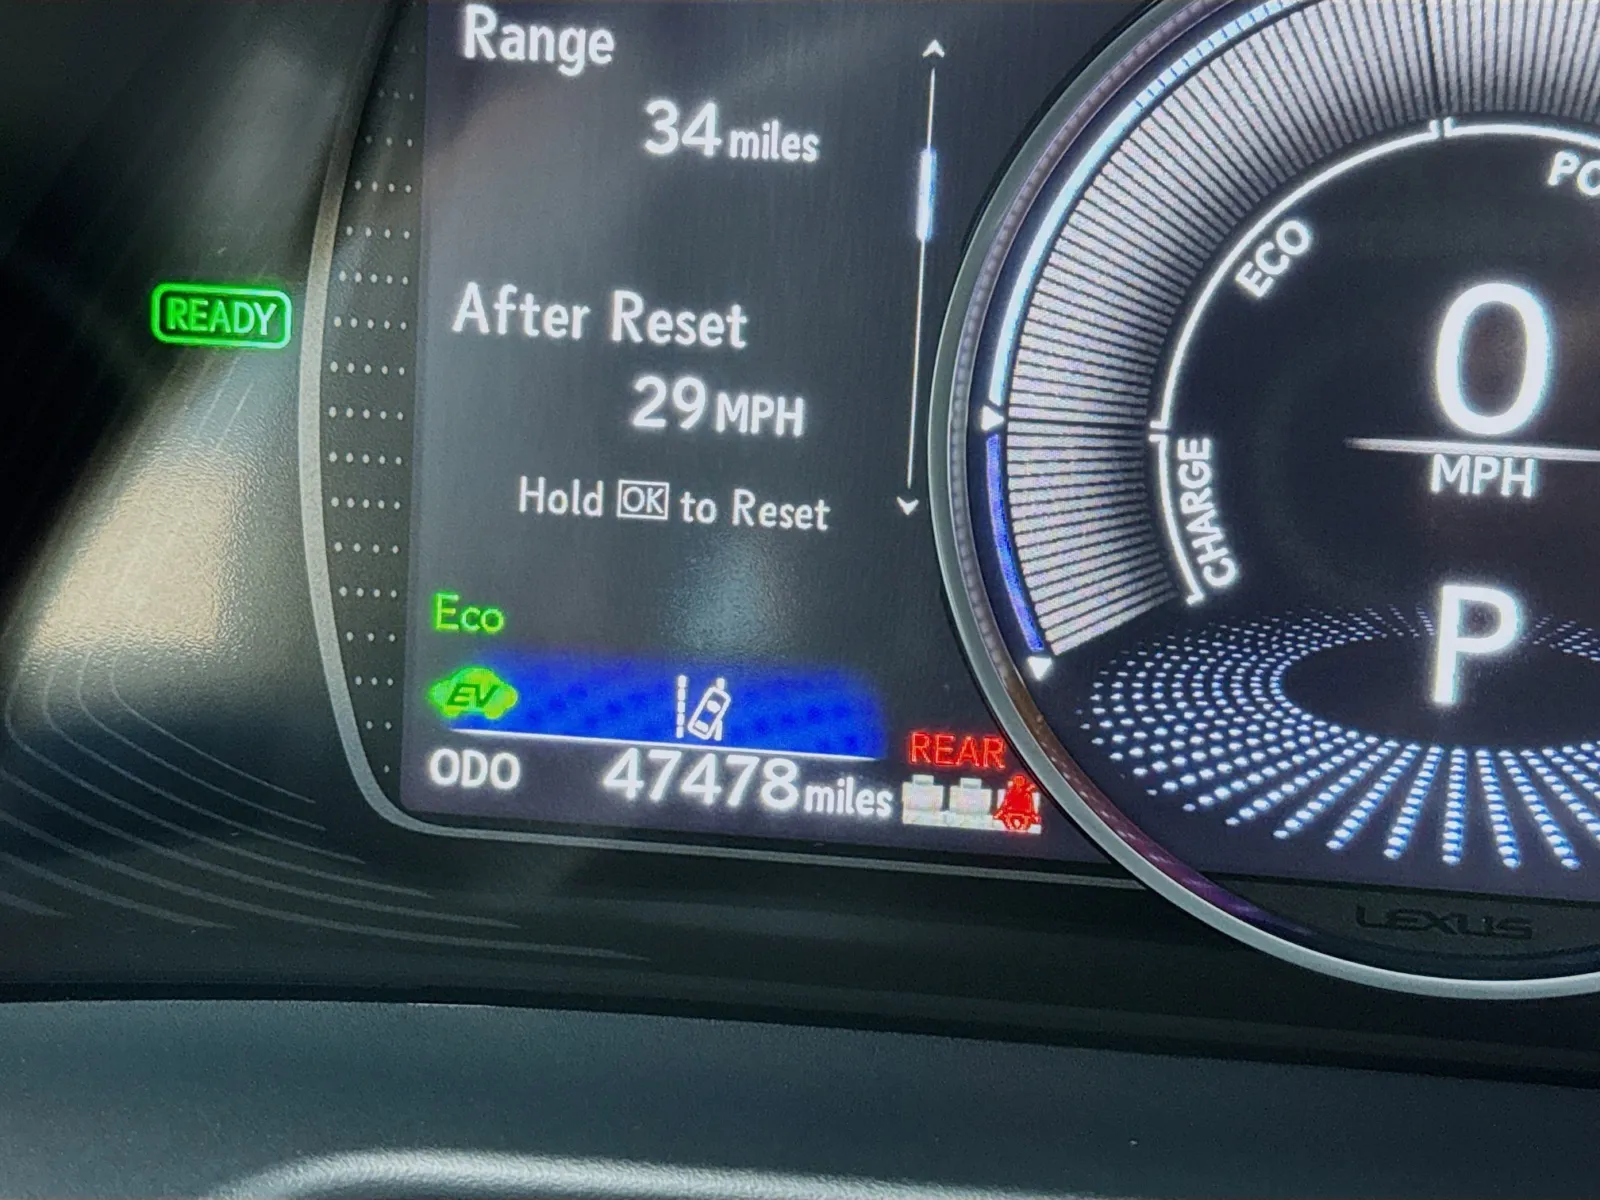 Range
34 miles
READY
After Reset
29 MPH
Hold OK to Reset
Eco
EV
ODO 47478 miles
REAR
ECO
CHARGE
0
MPH
P
LEXUS